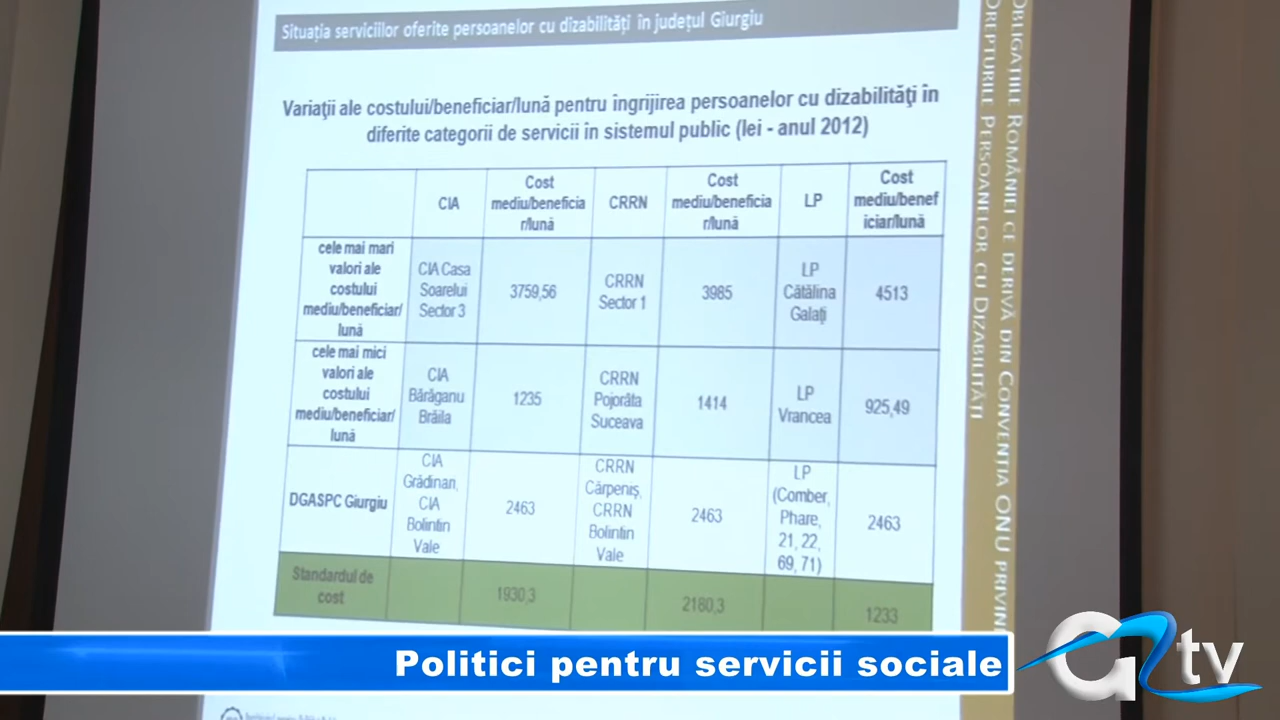 Situația serviciilor oferite persoanelor cu dizabilități în județul Giurgiu
Variații ale costului/beneficiar/lună pentru îngrijirea persoanelor cu dizabilități în
diferite categorii de servicii în sistemul public (lei - anul 2012)
CIA
Cost
mediu/beneficia
r/lună
CRRN
Cost
mediu/beneficia
r/lună
LP
Cost
mediu/benef
iciar/lună
cele mai mari
valori ale
costului
mediu/beneficiar/
lună
CIA Casa
Soarelui
Sector 3
3759,56
CRRN
Sector 1
3985
LP
Cătălina
Galați
4513
cele mai mici
valori ale
costului
mediu/beneficiar/
lună
CIA
Bărăganu
Brăila
1235
CRRN
Pojorâta
Suceava
1414
LP
Vrancea
925,49
DGASPC Giurgiu
CIA
Grădinari,
CIA
Bolintin
Vale
2463
CRRN
Cărpeniș,
CRRN
Bolintin
Vale
2463
LP
(Comber,
Phare,
21, 22,
69, 71)
2463
Standardul de
cost
1930,3
2180,3
1233
OBLIGAȚIILE ROMÂNIEI CE DERIVĂ DIN CONVENȚIA ONU PRIVIN
DREPTURILE PERSOANELOR CU DIZABILITĂȚI
Politici pentru servicii sociale
G2 tv